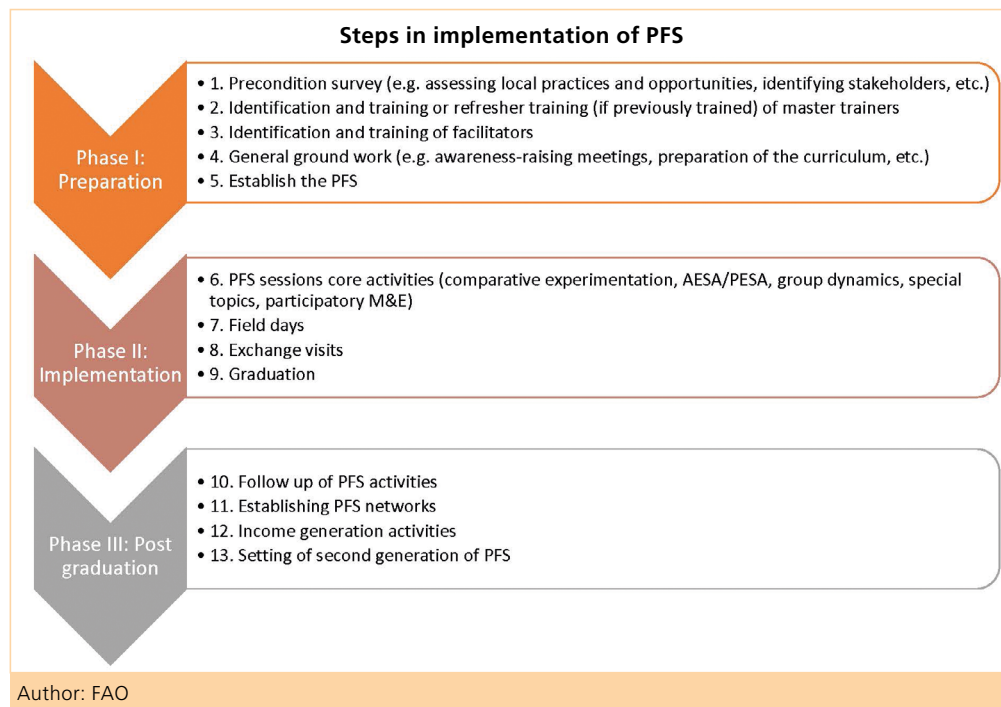 Steps in implementation of PFS
Phase I:
Preparation
• 1. Precondition survey (e.g. assessing local practices and opportunities, identifying stakeholders, etc.)
• 2. Identification and training or refresher training (if previously trained) of master trainers
• 3. Identification and training of facilitators
• 4. General ground work (e.g. awareness-raising meetings, preparation of the curriculum, etc.)
• 5. Establish the PFS
Phase II:
Implementation
• 6. PFS sessions core activities (comparative experimentation, AESA/PESA, group dynamics, special
topics, participatory M&E)
• 7. Field days
• 8. Exchange visits
• 9. Graduation
Phase III: Post
graduation
• 10. Follow up of PFS activities
• 11. Establishing PFS networks
• 12. Income generation activities
• 13. Setting of second generation of PFS
Author: FAO